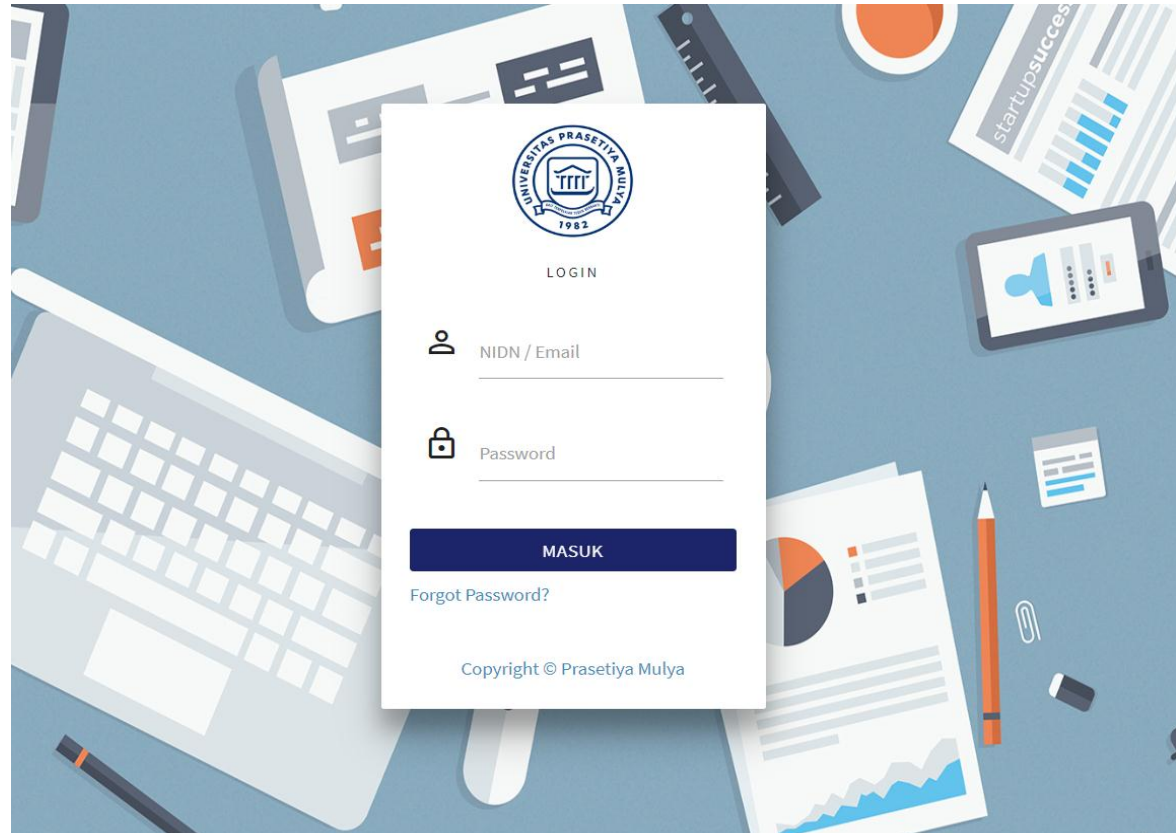 startupsuccess
UNIVERSITAS PRASETIYA MULYA
1982
LOGIN
NIDN / Email
Password
MASUK
Forgot Password?
Copyright © Prasetiya Mulya